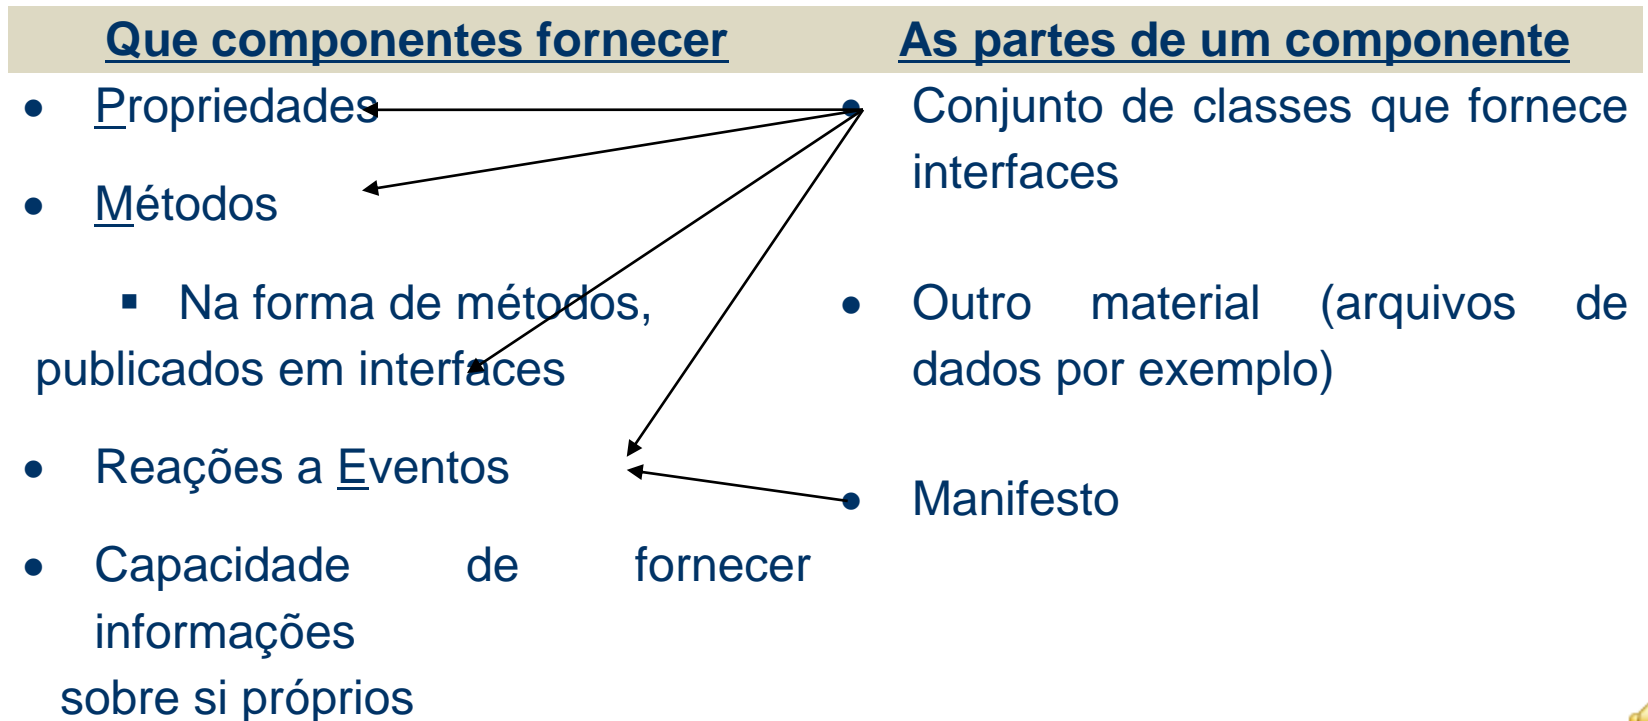 Que componentes fornecer
• Propriedades
• Métodos
▪ Na forma de métodos,
publicados em interfaces
• Reações a Eventos
• Capacidade de fornecer
informações
sobre si próprios
As partes de um componente
• Conjunto de classes que fornece
interfaces
• Outro material (arquivos de
dados por exemplo)
• Manifesto